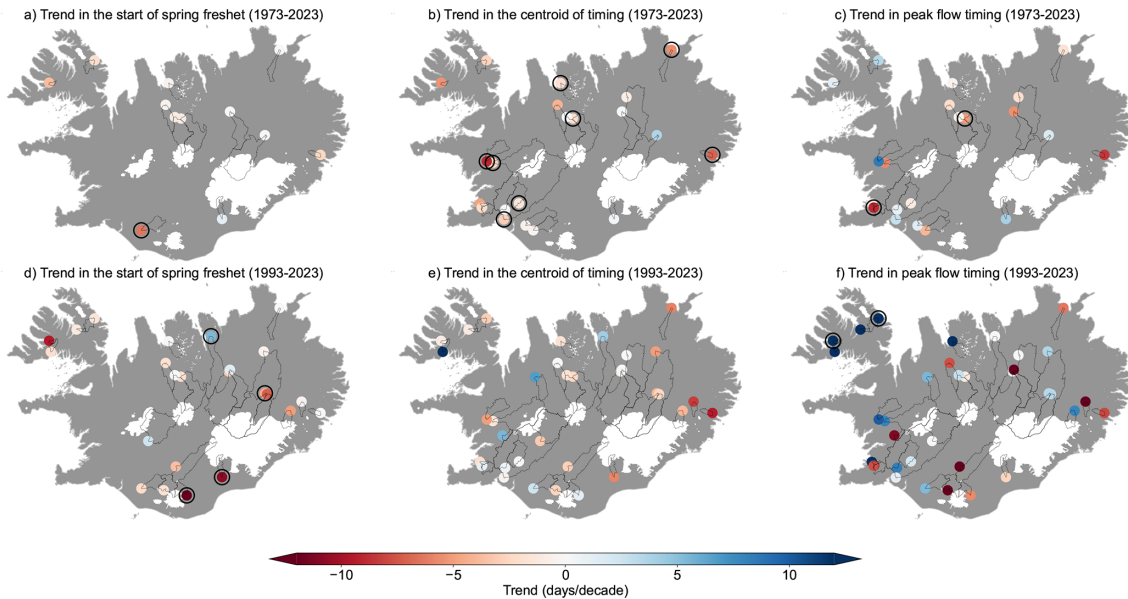 a) Trend in the start of spring freshet (1973-2023)
b) Trend in the centroid of timing (1973-2023)
c) Trend in peak flow timing (1973-2023)
d) Trend in the start of spring freshet (1993-2023)
e) Trend in the centroid of timing (1993-2023)
f) Trend in peak flow timing (1993-2023)
−10 −5 0 5 10
Trend (days/decade)